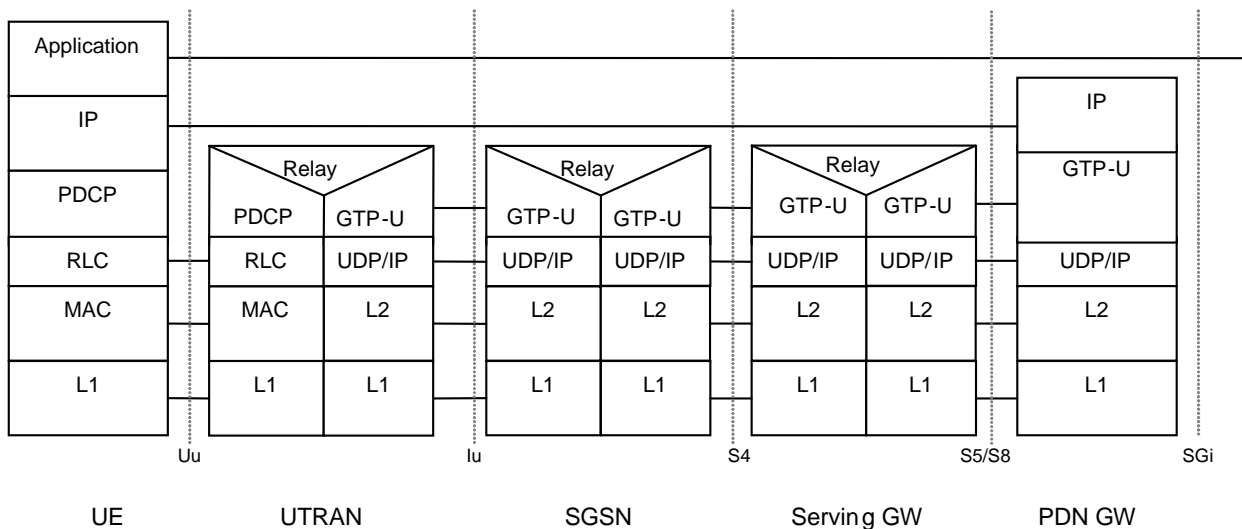 Application
IP
IP
Relay
Relay
Relay
GTP-U
PDCP
PDCP
GTP-U
GTP-U
GTP-U
GTP-U
GTP-U
RLC
RLC
UDP/IP
UDP/IP
UDP/IP
UDP/IP
UDP/IP
UDP/IP
MAC
MAC
L2
L2
L2
L2
L2
L2
L1
L1
L1
L1
L1
L1
L1
L1
Uu
Iu
S4
S5/S8
SGi
UE
UTRAN
SGSN
Serving GW
PDN GW